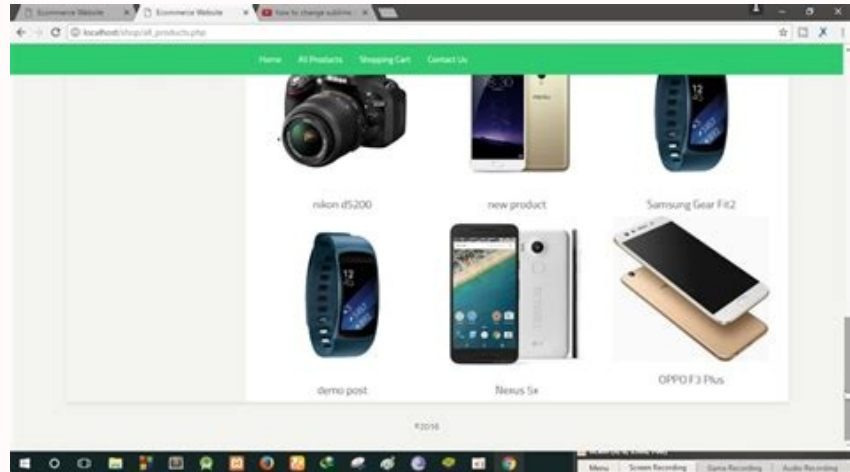 Ecommerce Website
Ecommerce Website
how to change sublime
localhost/shop/all_products.php
Home All Products Shopping Cart Contact Us
nikon d5200
new product
Samsung Gear Fit2
demo post
Nexus 5x
OPPO F3 Plus
©2016
Menu Screen Recording Game Recording Audio Recording